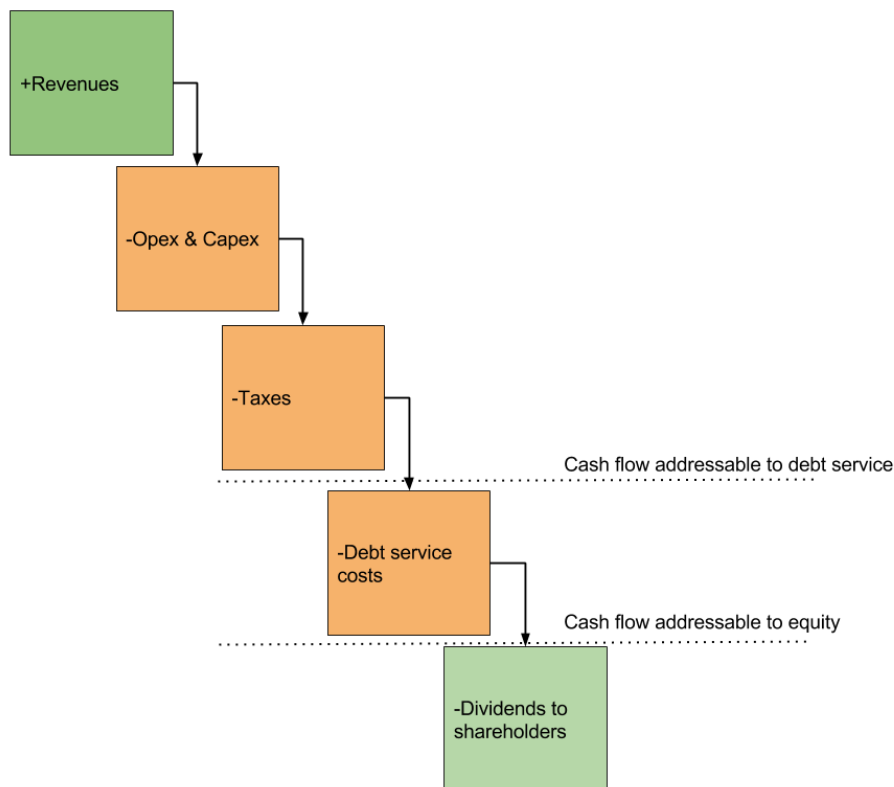 +Revenues
-Opex & Capex
-Taxes
Cash flow addressable to debt service
-Debt service
costs
Cash flow addressable to equity
-Dividends to
shareholders